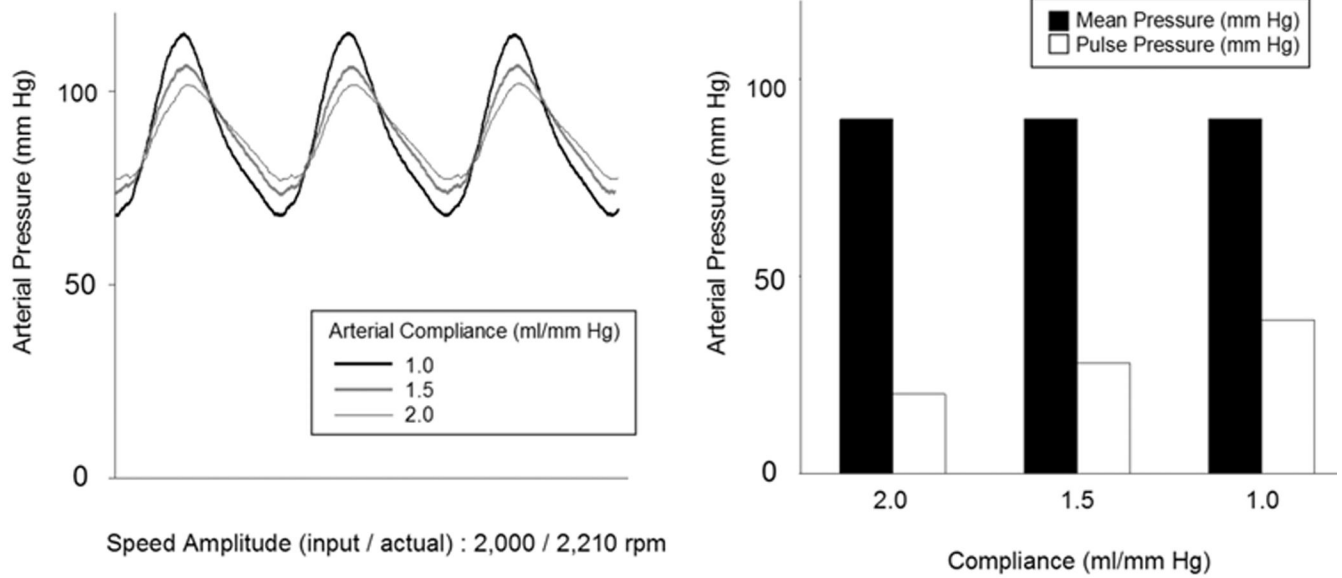 Arterial Pressure (mm Hg)
100
50
0
Arterial Compliance (ml/mm Hg)
1.0
1.5
2.0
Speed Amplitude (input / actual) : 2,000 / 2,210 rpm
Mean Pressure (mm Hg)
Pulse Pressure (mm Hg)
Arterial Pressure (mm Hg)
100
50
0
2.0
1.5
1.0
Compliance (ml/mm Hg)